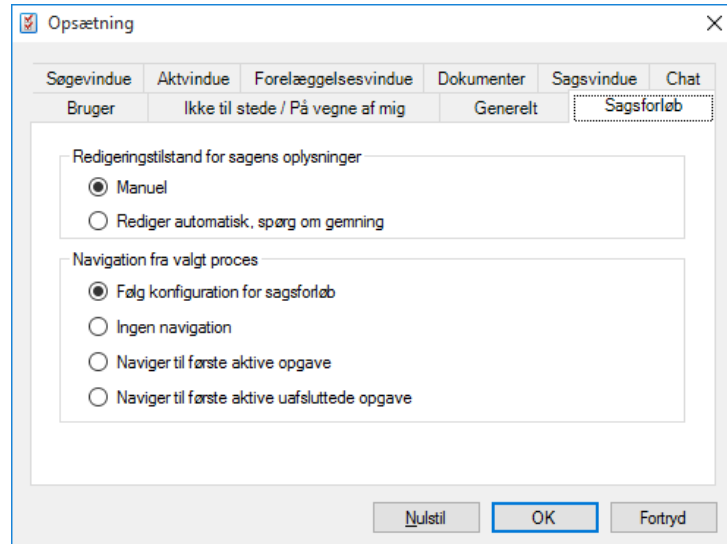 Opsætning
Søgevindue Aktvindue Forelæggelsesvindue Dokumenter Sagsvindue Chat
Bruger Ikke til stede / På vegne af mig Generelt Sagsforløb
Redigeringstilstand for sagens oplysninger
Manuel
Rediger automatisk, spørg om gemning
Navigation fra valgt proces
Følg konfiguration for sagsforløb
Ingen navigation
Naviger til første aktive opgave
Naviger til første aktive uafsluttede opgave
Nulstil OK Fortryd